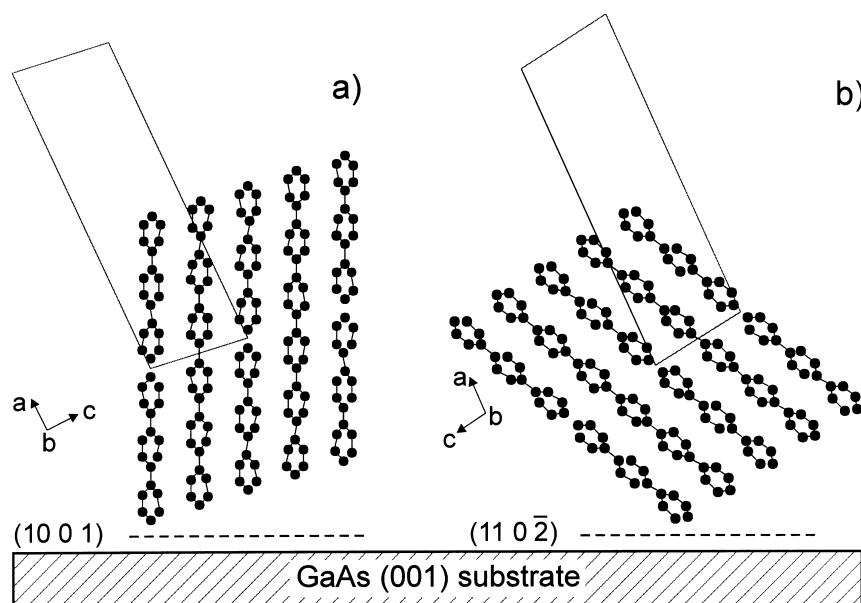 a)
b)
a
c
b
a
b
c
(10 0 1)
(11 0 2̅)
GaAs (001) substrate